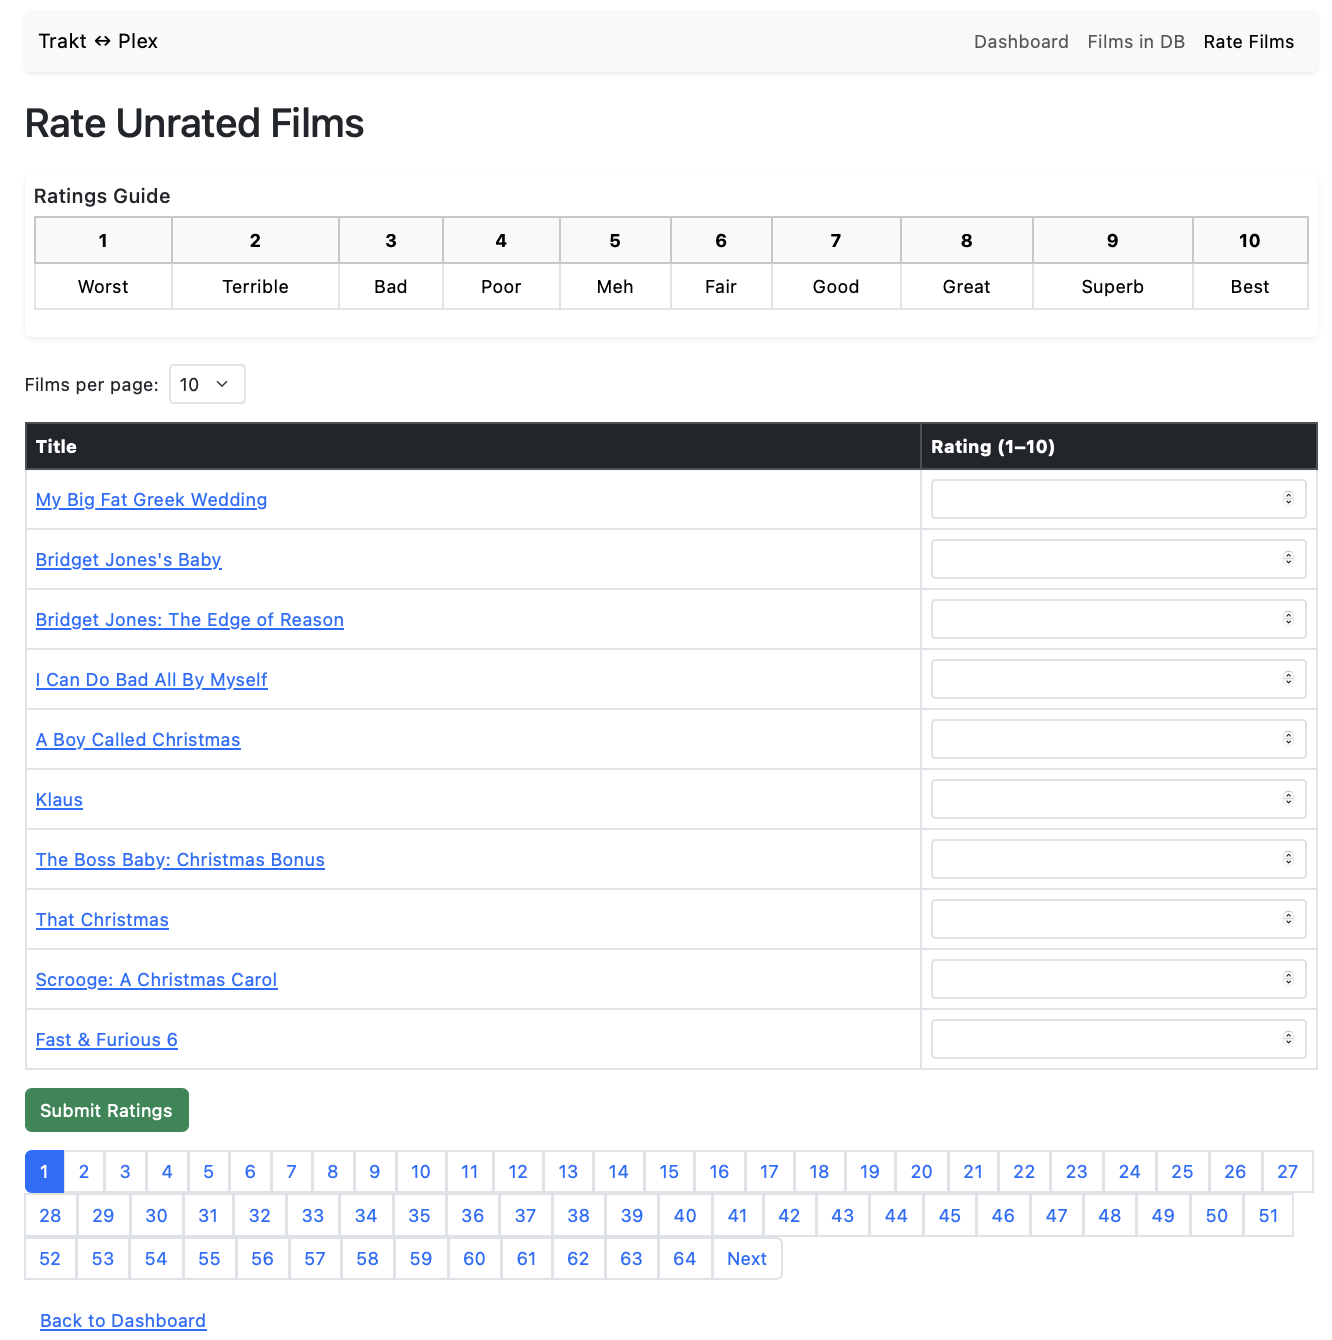 Trakt ↔ Plex Dashboard Films in DB Rate Films
Rate Unrated Films
Ratings Guide
1 2 3 4 5 6 7 8 9 10
Worst Terrible Bad Poor Meh Fair Good Great Superb Best
Films per page: 10
Title Rating (1–10)
My Big Fat Greek Wedding
Bridget Jones's Baby
Bridget Jones: The Edge of Reason
I Can Do Bad All By Myself
A Boy Called Christmas
Klaus
The Boss Baby: Christmas Bonus
That Christmas
Scrooge: A Christmas Carol
Fast & Furious 6
Submit Ratings
1 2 3 4 5 6 7 8 9 10 11 12 13 14 15 16 17 18 19 20 21 22 23 24 25 26 27
28 29 30 31 32 33 34 35 36 37 38 39 40 41 42 43 44 45 46 47 48 49 50 51
52 53 54 55 56 57 58 59 60 61 62 63 64 Next
Back to Dashboard